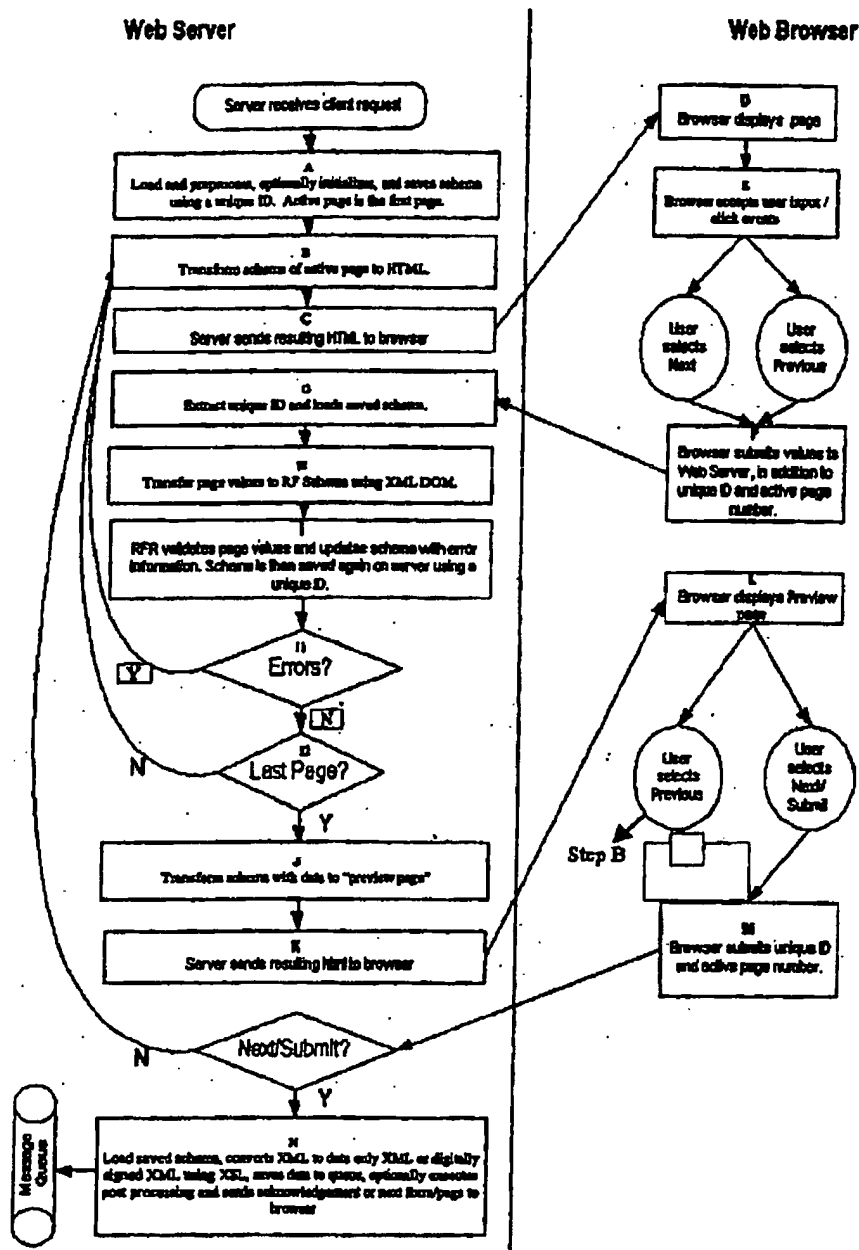 Web Server
Web Browser
Server receives client request
A
Load and preprocess, optionally initializes, and saves schema
using a unique ID. Active page is the first page.
B
Transform schema of active page to HTML.
C
Server sends resulting HTML to browser
G
Extract unique ID and loads saved schema.
H
Transfer page values to RF Schema using XML DOM.
RFR validates page values and updates schema with error
information. Schema is then saved again on server using a
unique ID.
I1
Errors?
Y
N
I2
Last Page?
N
Y
J
Transform schema with data to "preview page"
K
Server sends resulting html to browser
Next/Submit?
N
Y
N
Load saved schema, converts XML to data only XML or digitally
signed XML using XSL, saves data to queue, optionally executes
post processing and sends acknowledgement or next form/page to
browser
Message
Queue
D
Browser displays page
E
Browser accepts user input /
click events
User
selects
Next
User
selects
Previous
F
Browser submits values to
Web Server, in addition to
unique ID and active page
number.
L
Browser displays Preview
page
User
selects
Previous
User
selects
Next/
Submit
Step B
M
Browser submits unique ID
and active page number.